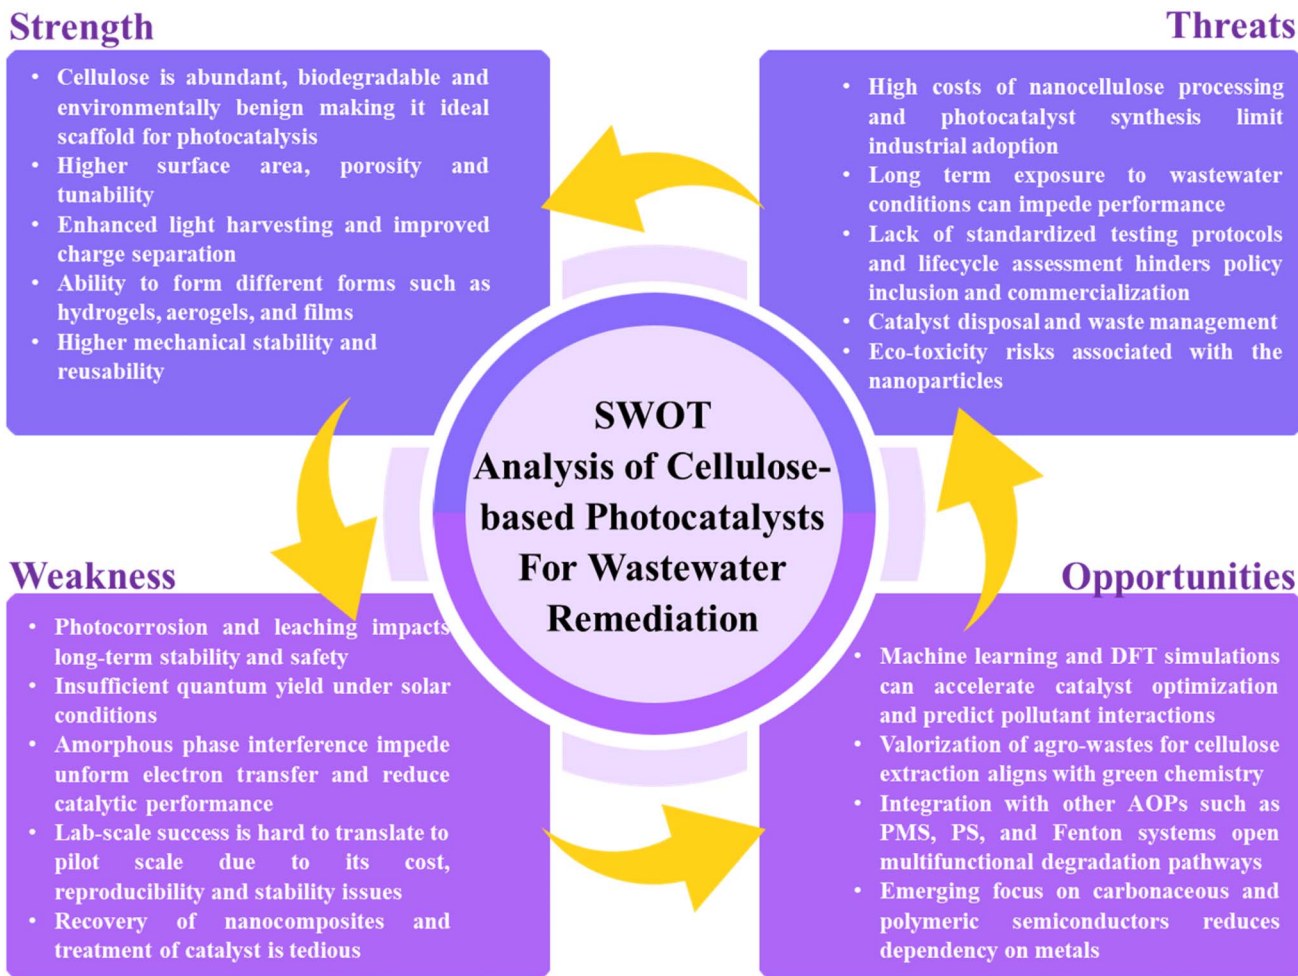 Strength
• Cellulose is abundant, biodegradable and
environmentally benign making it ideal
scaffold for photocatalysis
• Higher surface area, porosity and
tunability
• Enhanced light harvesting and improved
charge separation
• Ability to form different forms such as
hydrogels, aerogels, and films
• Higher mechanical stability and
reusability
Threats
• High costs of nanocellulose processing
and photocatalyst synthesis limit
industrial adoption
• Long term exposure to wastewater
conditions can impede performance
• Lack of standardized testing protocols
and lifecycle assessment hinders policy
inclusion and commercialization
• Catalyst disposal and waste management
• Eco-toxicity risks associated with the
nanoparticles
SWOT
Analysis of Cellulose-
based Photocatalysts
For Wastewater
Remediation
Weakness
• Photocorrosion and leaching impacts
long-term stability and safety
• Insufficient quantum yield under solar
conditions
• Amorphous phase interference impede
unform electron transfer and reduce
catalytic performance
• Lab-scale success is hard to translate to
pilot scale due to its cost,
reproducibility and stability issues
• Recovery of nanocomposites and
treatment of catalyst is tedious
Opportunities
• Machine learning and DFT simulations
can accelerate catalyst optimization
and predict pollutant interactions
• Valorization of agro-wastes for cellulose
extraction aligns with green chemistry
• Integration with other AOPs such as
PMS, PS, and Fenton systems open
multifunctional degradation pathways
• Emerging focus on carbonaceous and
polymeric semiconductors reduces
dependency on metals